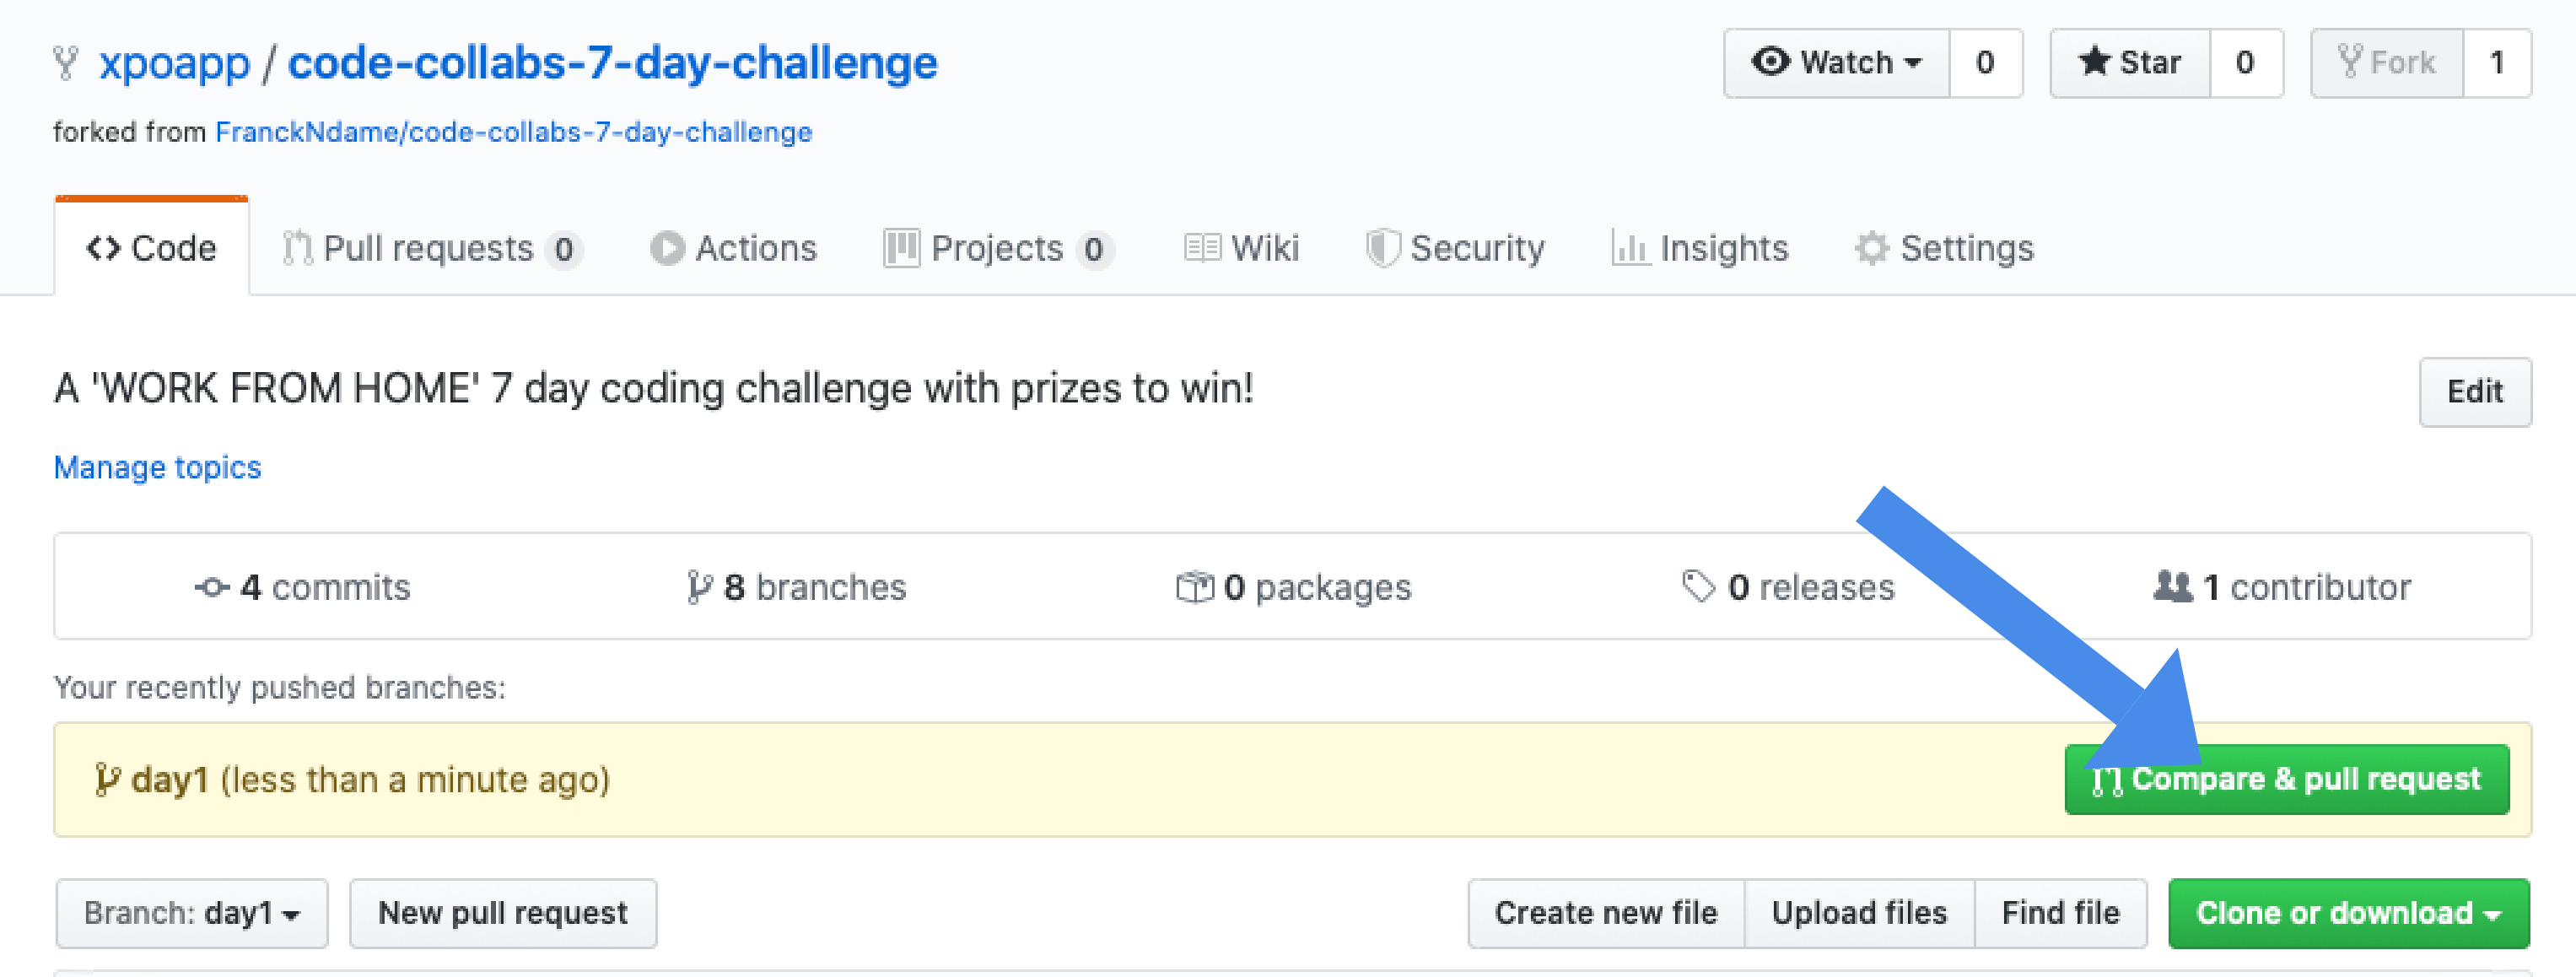 xpoapp / code-collabs-7-day-challenge
Watch 0 Star 0 Fork 1
forked from FranckNdame/code-collabs-7-day-challenge
<> Code Pull requests 0 Actions Projects 0 Wiki Security Insights Settings
A 'WORK FROM HOME' 7 day coding challenge with prizes to win!
Edit
Manage topics
4 commits 8 branches 0 packages 0 releases 1 contributor
Your recently pushed branches:
day1 (less than a minute ago) Compare & pull request
Branch: day1 New pull request Create new file Upload files Find file Clone or download